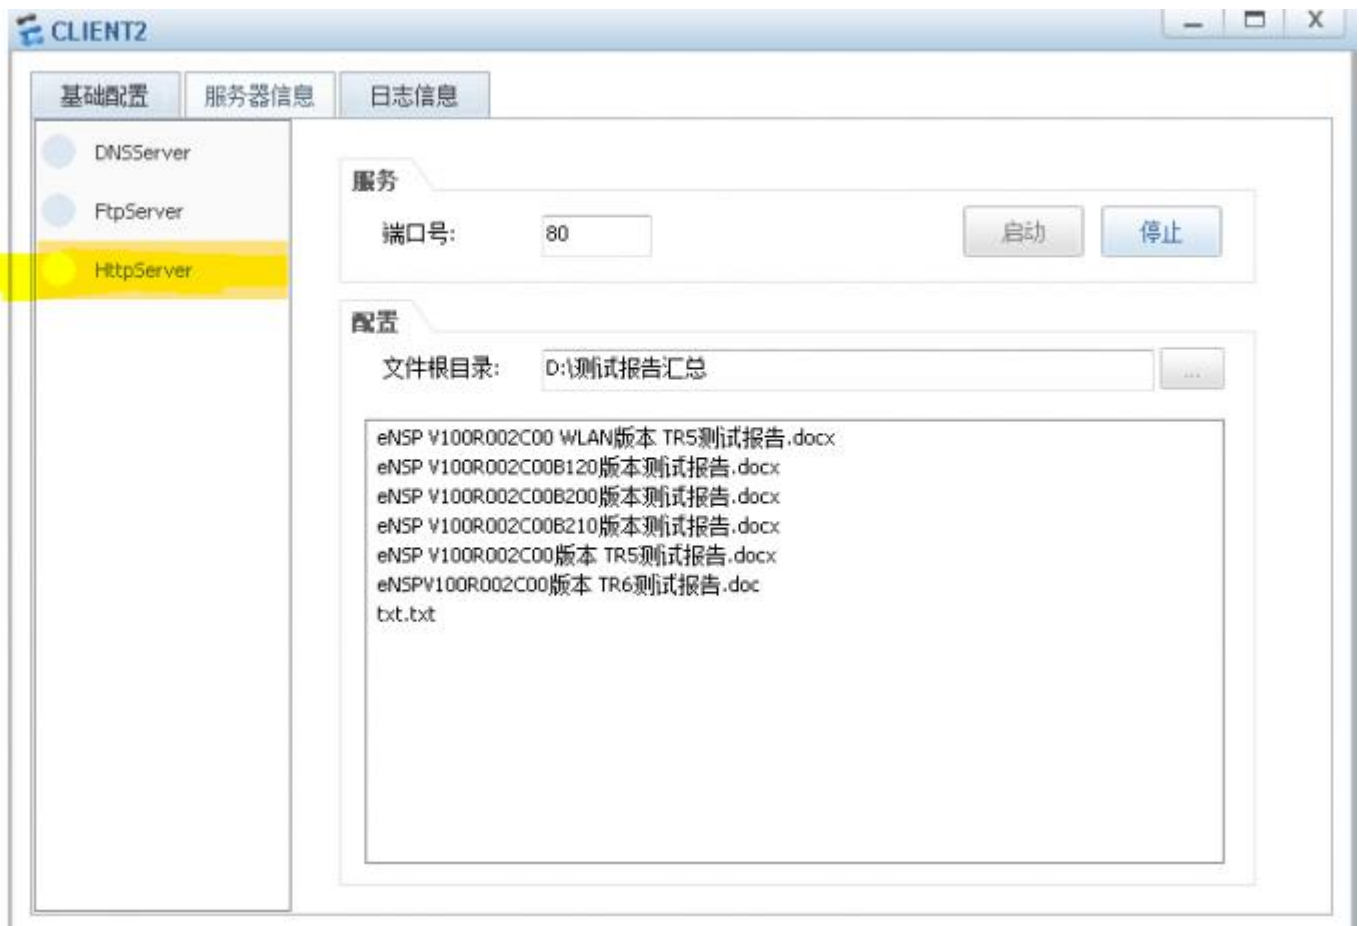 CLIENT2
基础配置 服务器信息 日志信息
DNSServer
FtpServer
HttpServer
服务
端口号: 80 启动 停止
配置
文件根目录: D:\测试报告汇总 ...
eNSP V100R002C00 WLAN版本 TR5测试报告.docx
eNSP V100R002C00B120版本测试报告.docx
eNSP V100R002C00B200版本测试报告.docx
eNSP V100R002C00B210版本测试报告.docx
eNSP V100R002C00版本 TR5测试报告.docx
eNSPV100R002C00版本 TR6测试报告.doc
txt.txt